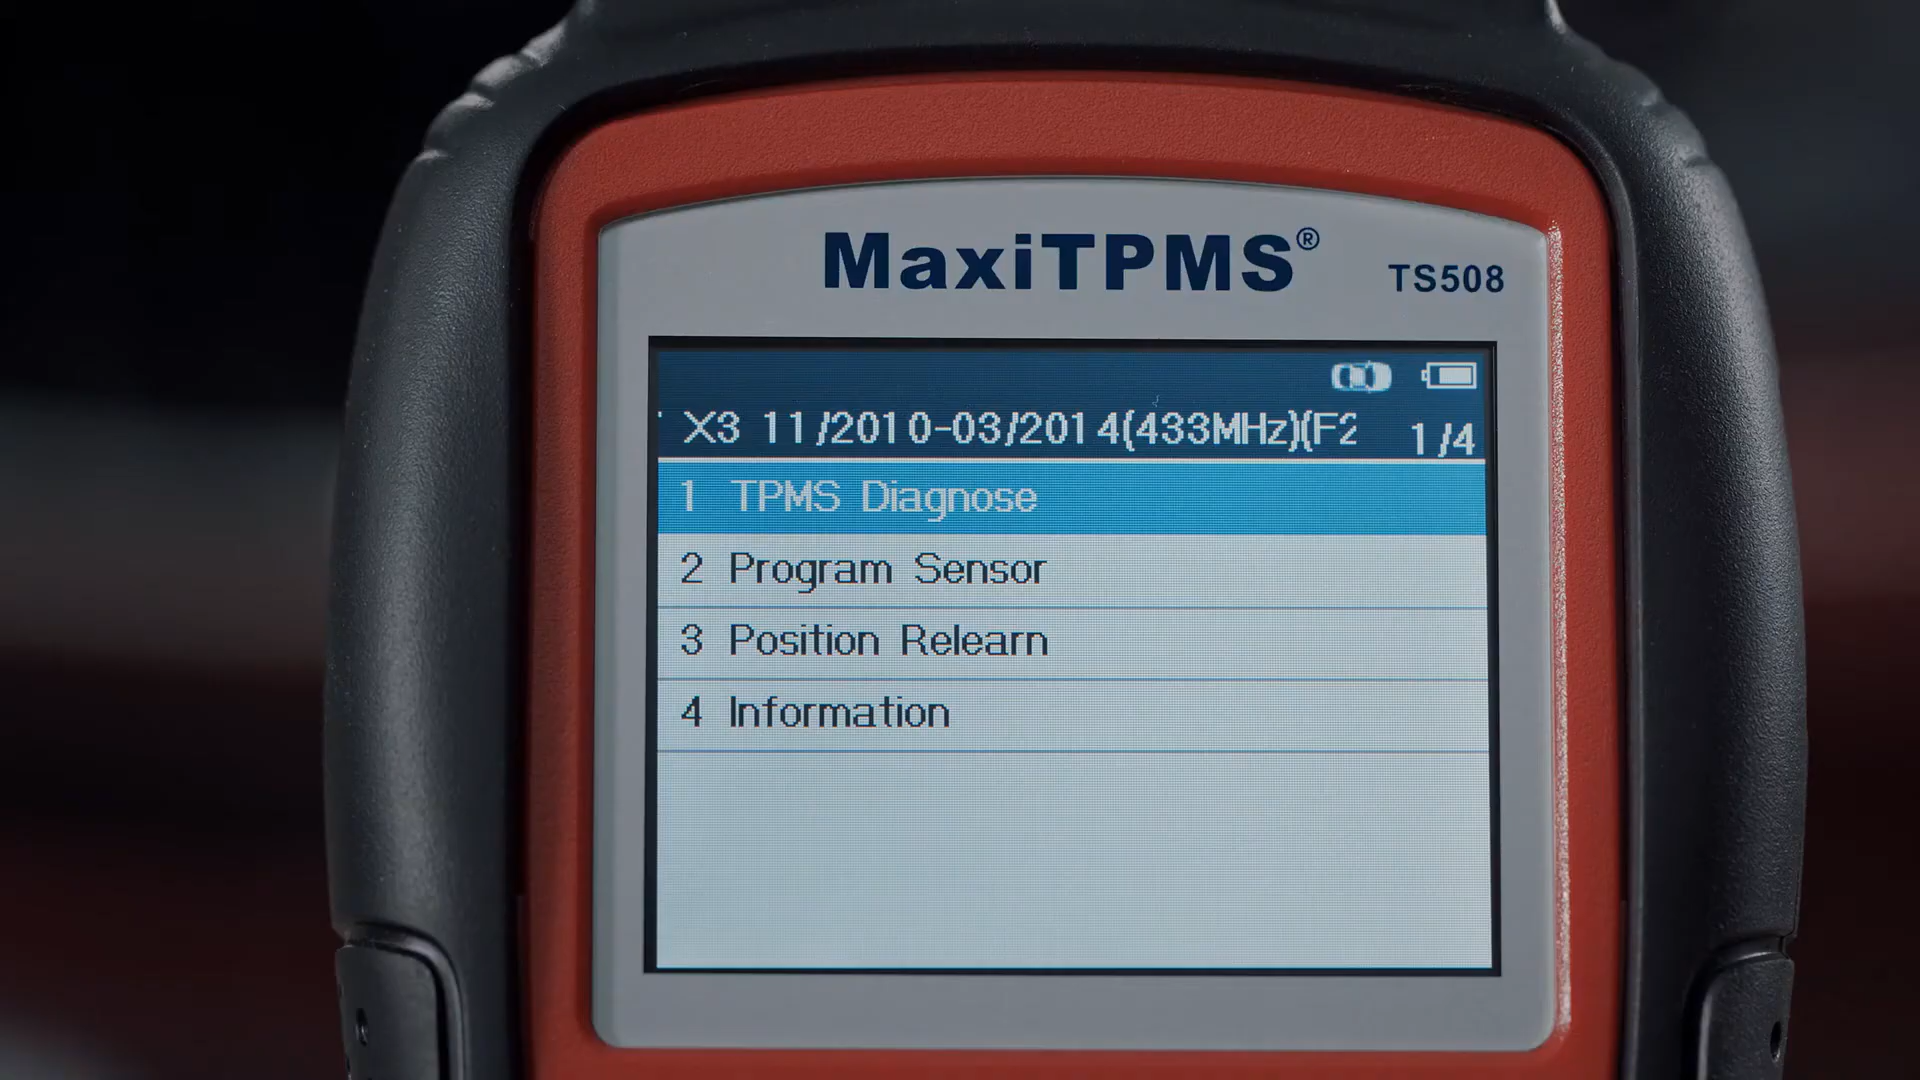 MaxiTPMS®
TS508
X3 11/2010-03/2014(433MHz)(F2
1/4
1 TPMS Diagnose
2 Program Sensor
3 Position Relearn
4 Information